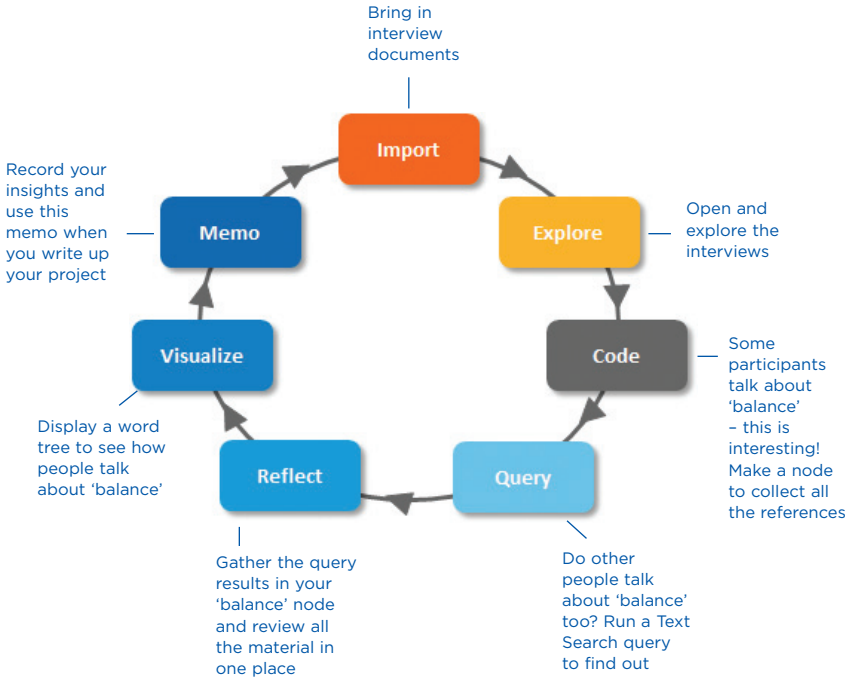 Bring in
interview
documents
Import
Explore
Open and
explore the
interviews
Code
Some
participants
talk about
‘balance’
– this is
interesting!
Make a node
to collect all
the references
Query
Do other
people talk
about ‘balance’
too? Run a Text
Search query
to find out
Reflect
Gather the query
results in your
‘balance’ node
and review all
the material in
one place
Visualize
Display a word
tree to see how
people talk
about ‘balance’
Memo
Record your
insights and
use this
memo when
you write up
your project